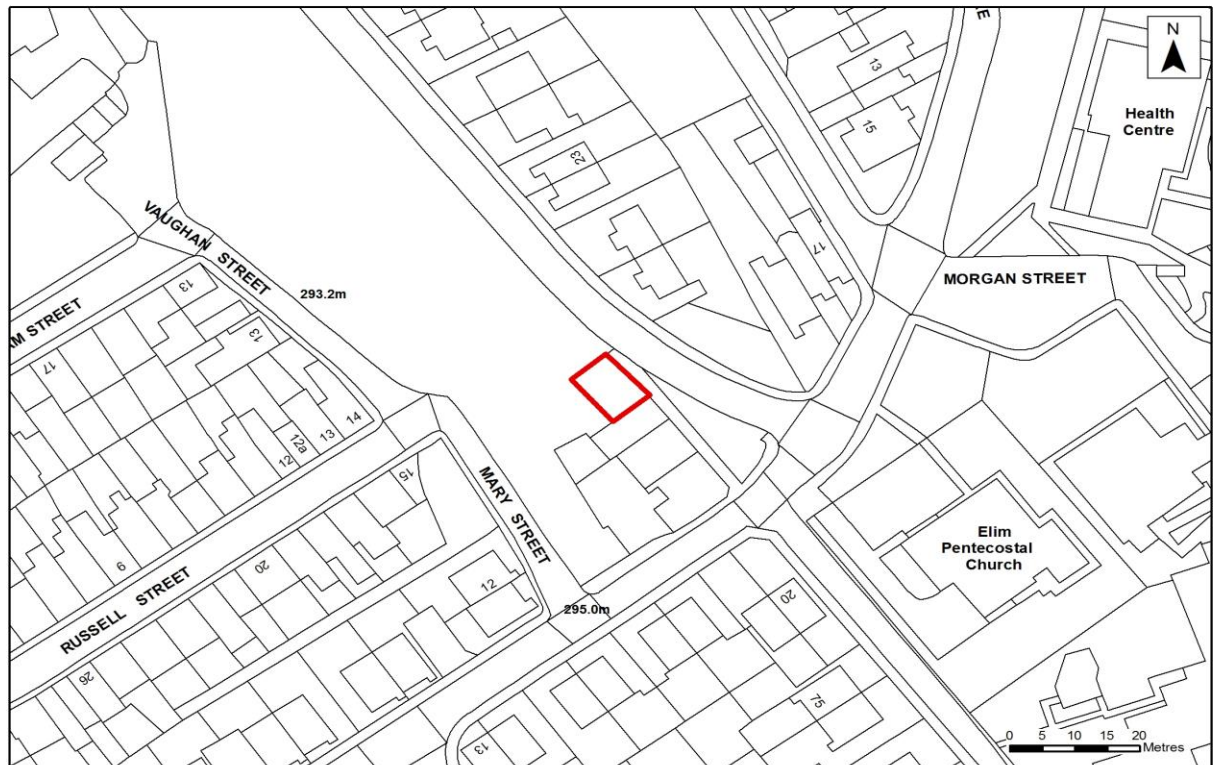 E
N
13
15
Health
Centre
23
VAUGHAN STREET
17
MORGAN STREET
293.2m
13
AM STREET
13
17
14
13
12a
12
15
MARY STREET
Elim
Pentecostal
Church
9
20
RUSSELL STREET
12
295.0m
20
26
75
13
0 5 10 15 20
Metres